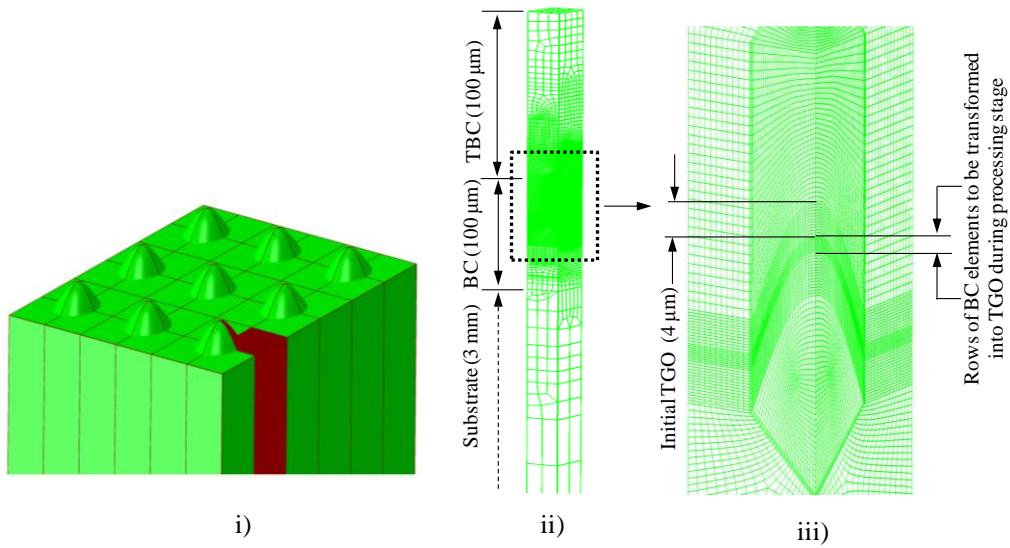 TBC (100 μm)
BC (100 μm)
Substrate (3 mm)
Initial TGO (4 μm)
Rows of BC elements to be transformed
into TGO during processing stage
i)
ii)
iii)